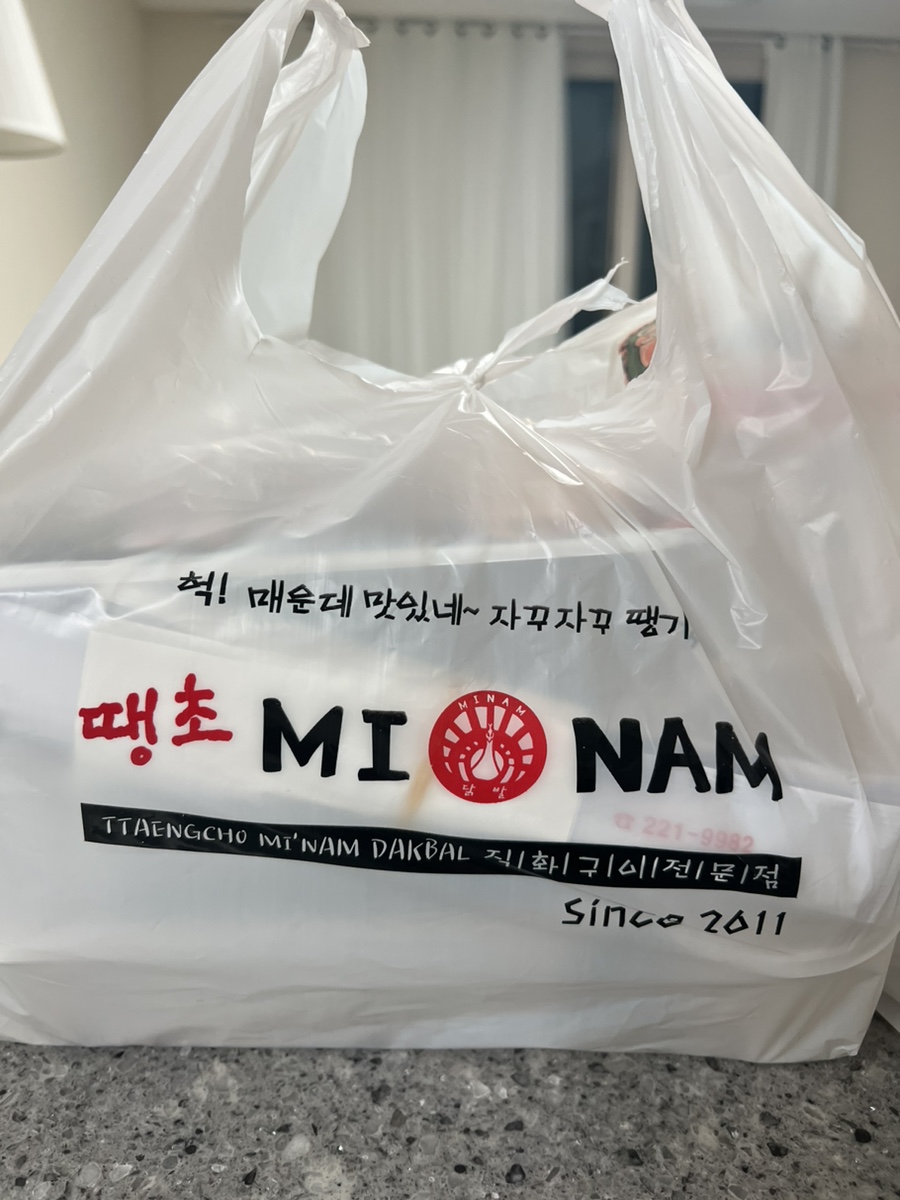 헉! 매운데 맛있네~ 자꾸자꾸 땡기
땡초 MI NAM
MINAM
닭발
☎ 221-9982
TTAENGCHO MI'NAM DAKBAL 직|화|구|이|전|문|점
Since 2011